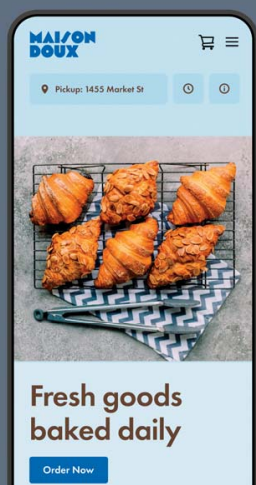 MAISON
DOUX
Pickup: 1455 Market St
Fresh goods
baked daily
Order Now